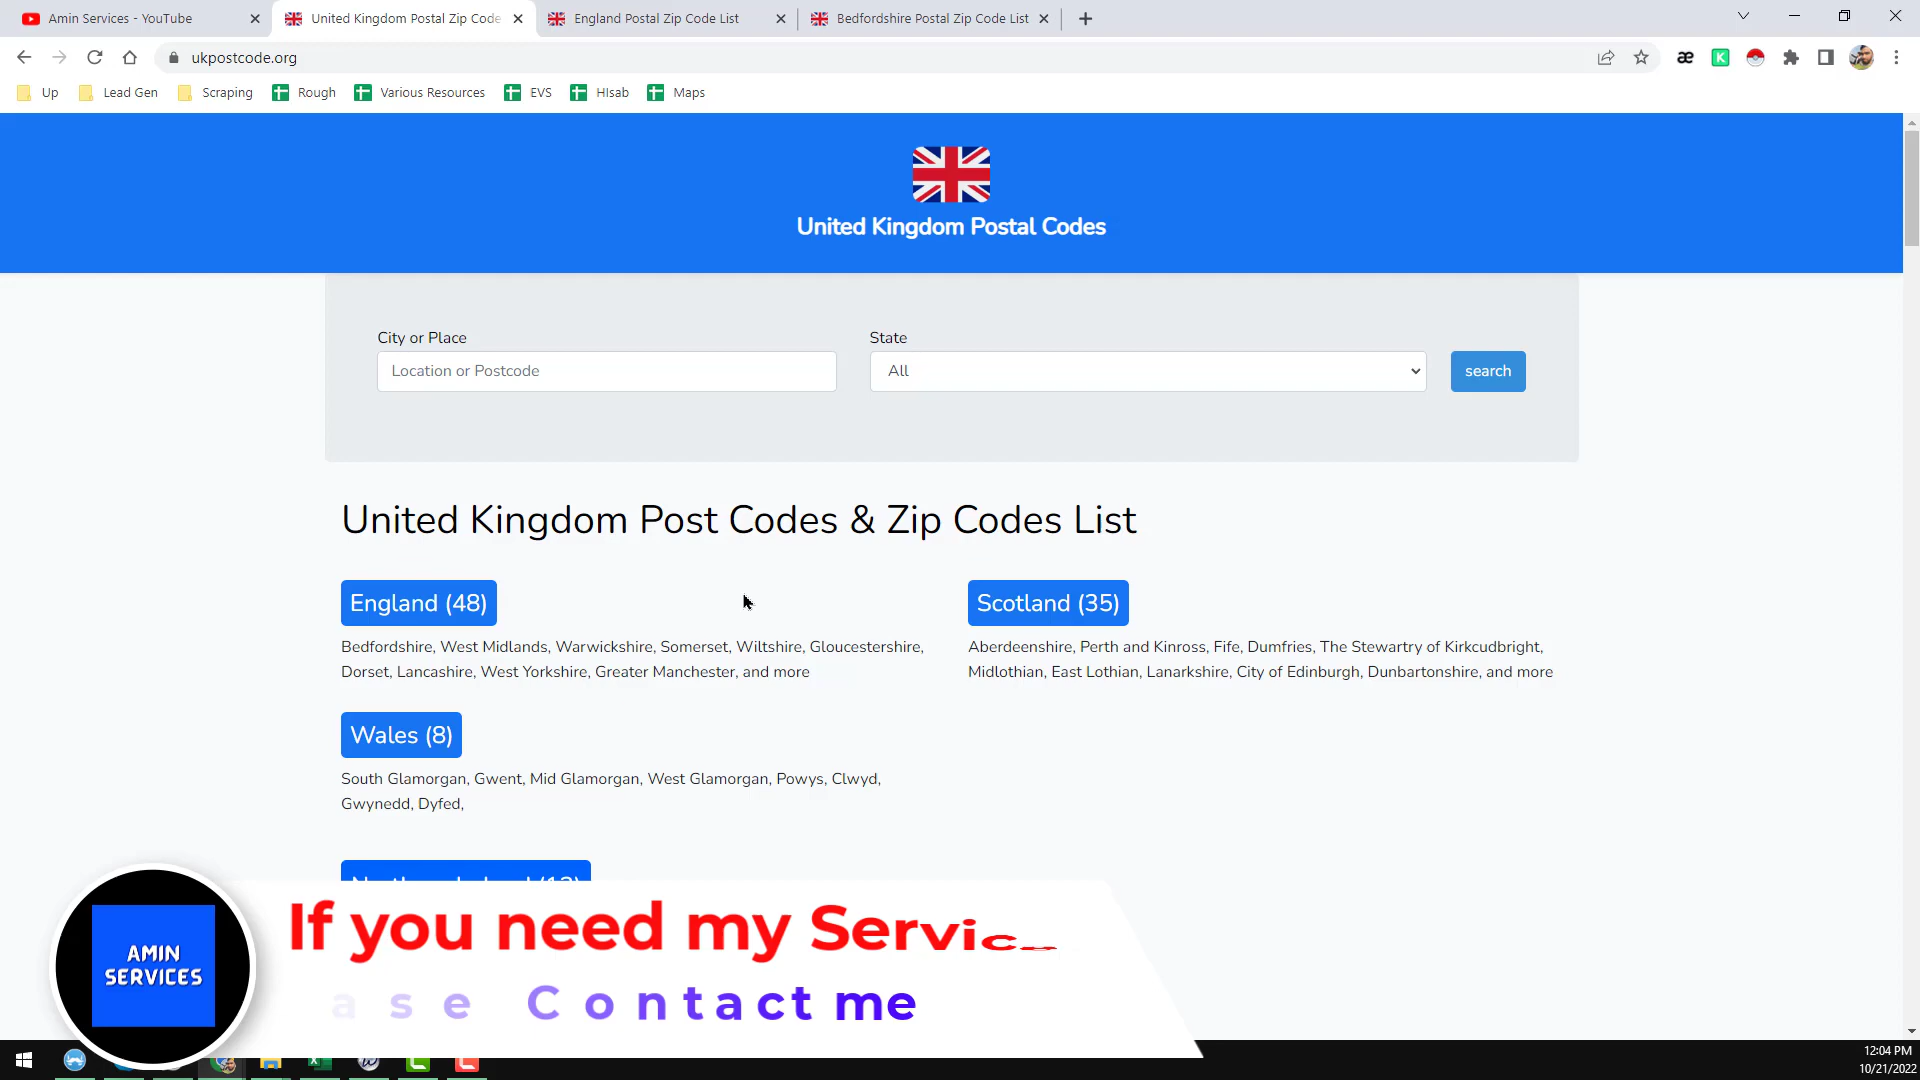 Amin Services - YouTube
United Kingdom Postal Zip Code
England Postal Zip Code List
Bedfordshire Postal Zip Code List
ukpostcode.org
Up
Lead Gen
Scraping
Rough
Various Resources
EVS
HIsab
Maps
United Kingdom Postal Codes
City or Place
State
Location or Postcode
All
search
United Kingdom Post Codes & Zip Codes List
England (48)
Scotland (35)
Bedfordshire, West Midlands, Warwickshire, Somerset, Wiltshire, Gloucestershire,
Dorset, Lancashire, West Yorkshire, Greater Manchester, and more
Aberdeenshire, Perth and Kinross, Fife, Dumfries, The Stewartry of Kirkcudbright,
Midlothian, East Lothian, Lanarkshire, City of Edinburgh, Dunbartonshire, and more
Wales (8)
South Glamorgan, Gwent, Mid Glamorgan, West Glamorgan, Powys, Clwyd,
Gwynedd, Dyfed,
AMIN
SERVICES
If you need my
ase Contact me
12:04 PM
10/21/2022